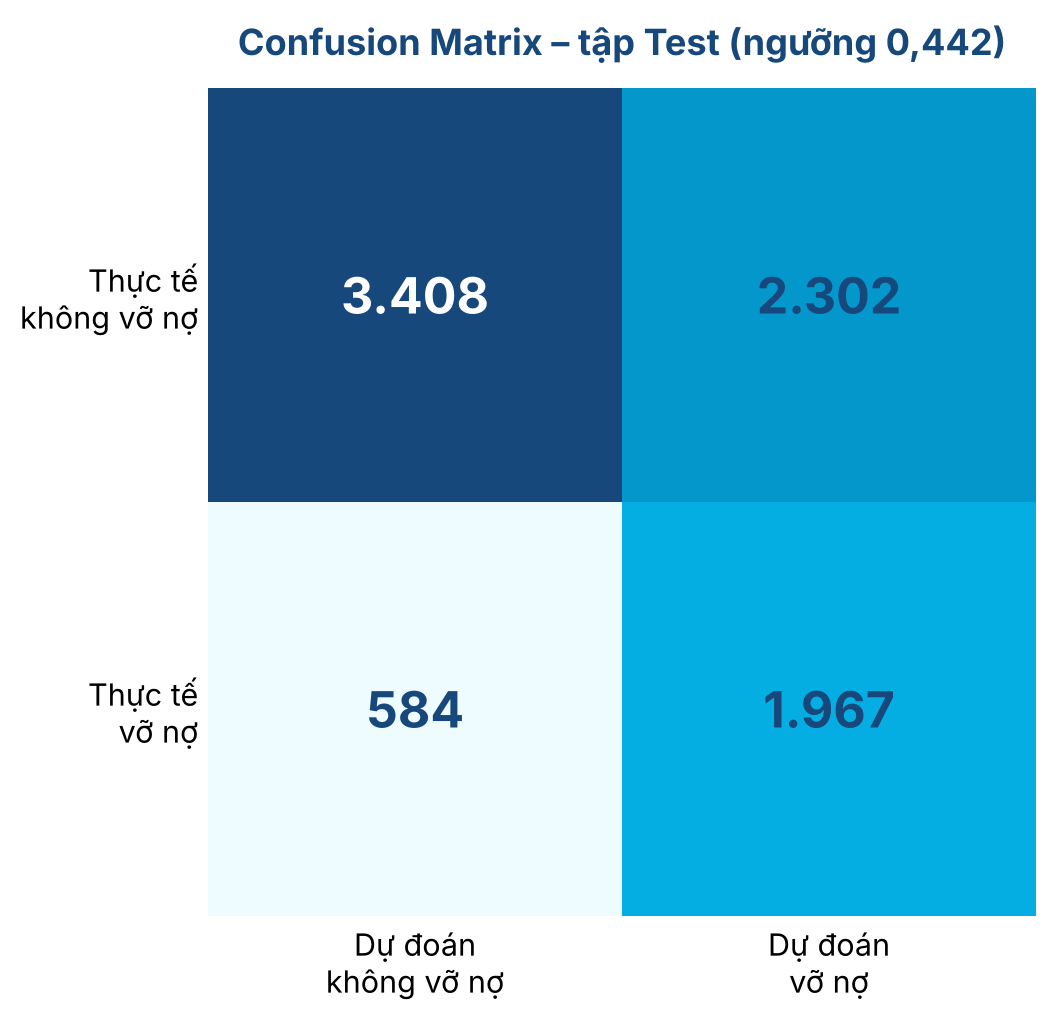 Confusion Matrix – tập Test (ngưỡng 0,442)
Thực tế
không vỡ nợ
3.408
2.302
Thực tế
vỡ nợ
584
1.967
Dự đoán
không vỡ nợ
Dự đoán
vỡ nợ